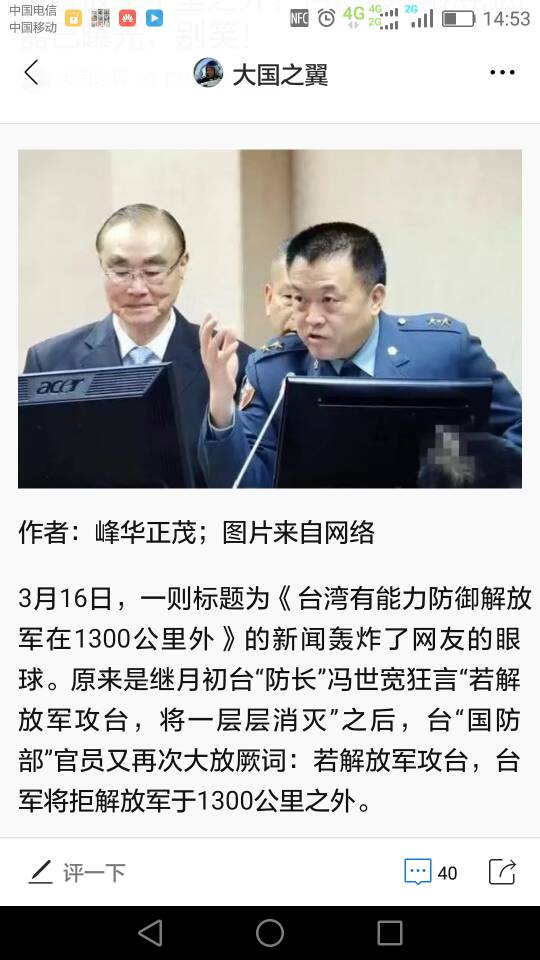 中国电信
中国移动
NFC
4G
4G
2G
2G
14:53
器已曝光，别笑！
大国之翼
acer
作者：峰华正茂；图片来自网络
3月16日，一则标题为《台湾有能力防御解放
军在1300公里外》的新闻轰炸了网友的眼
球。原来是继月初台“防长”冯世宽狂言“若解
放军攻台，将一层层消灭”之后，台“国防
部”官员又再次大放厥词：若解放军攻台，台
军将拒解放军于1300公里之外。
评一下
40